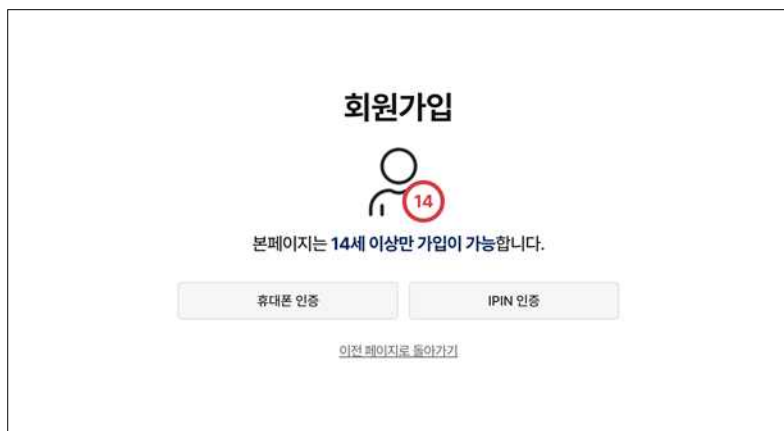 회원가입
14
본페이지는 14세 이상만 가입이 가능합니다.
휴대폰 인증
IPIN 인증
이전 페이지로 돌아가기